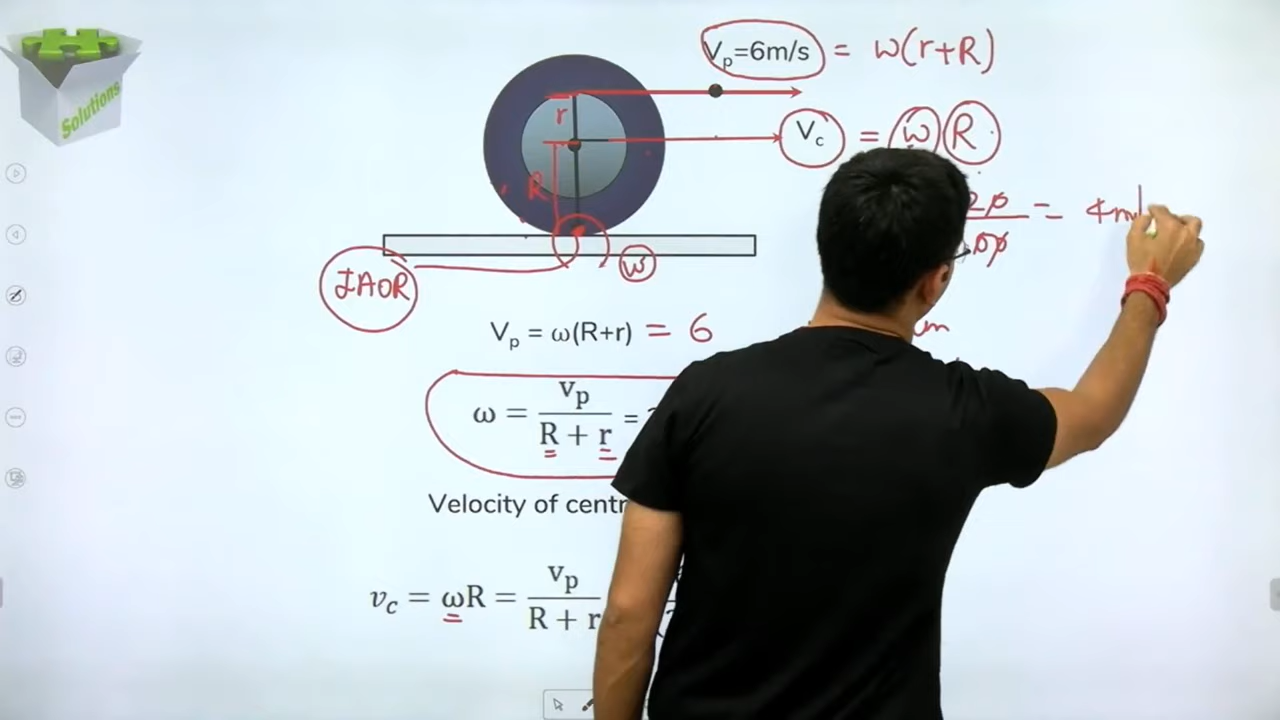 Solutions
Vp=6m/s = ω(r+R)
r
Vc = ω R
R
= 4m/
IAOR
ω
Vp = ω(R+r) = 6
ω = vp / R + r =
Velocity of centr
vc = ωR = vp / R + r